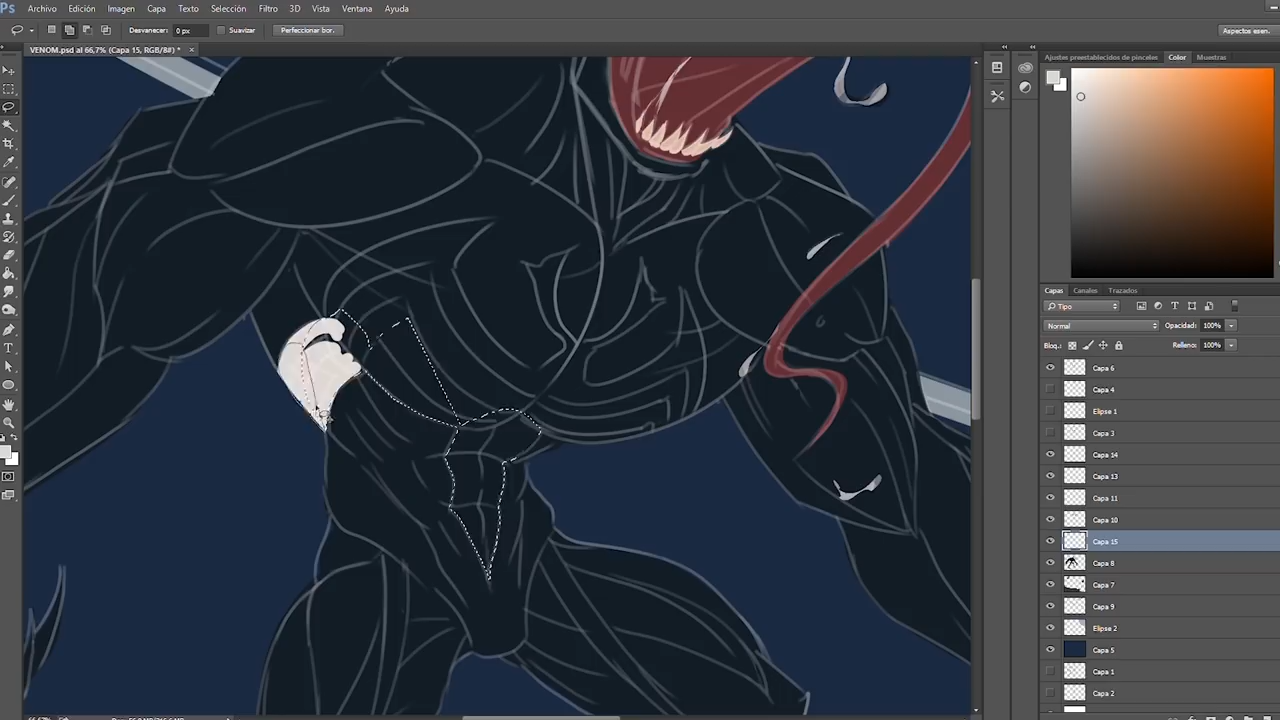 Ps Archivo Edición Imagen Capa Texto Selección Filtro 3D Vista Ventana Ayuda
Desvanecer: 0 px Suavizar Perfeccionar bor. Aspectos esen.
VENOM.psd al 66,7% (Capa 15, RGB/8#) *
Ajustes preestablecidos de pinceles Color Muestras
Capas Canales Trazados
Tipo
Normal Opacidad: 100%
Bloq.: Relleno: 100%
Capa 6
Capa 4
Elipse 1
Capa 3
Capa 14
Capa 13
Capa 11
Capa 10
Capa 15
Capa 8
Capa 7
Capa 9
Elipse 2
Capa 5
Capa 1
Capa 2